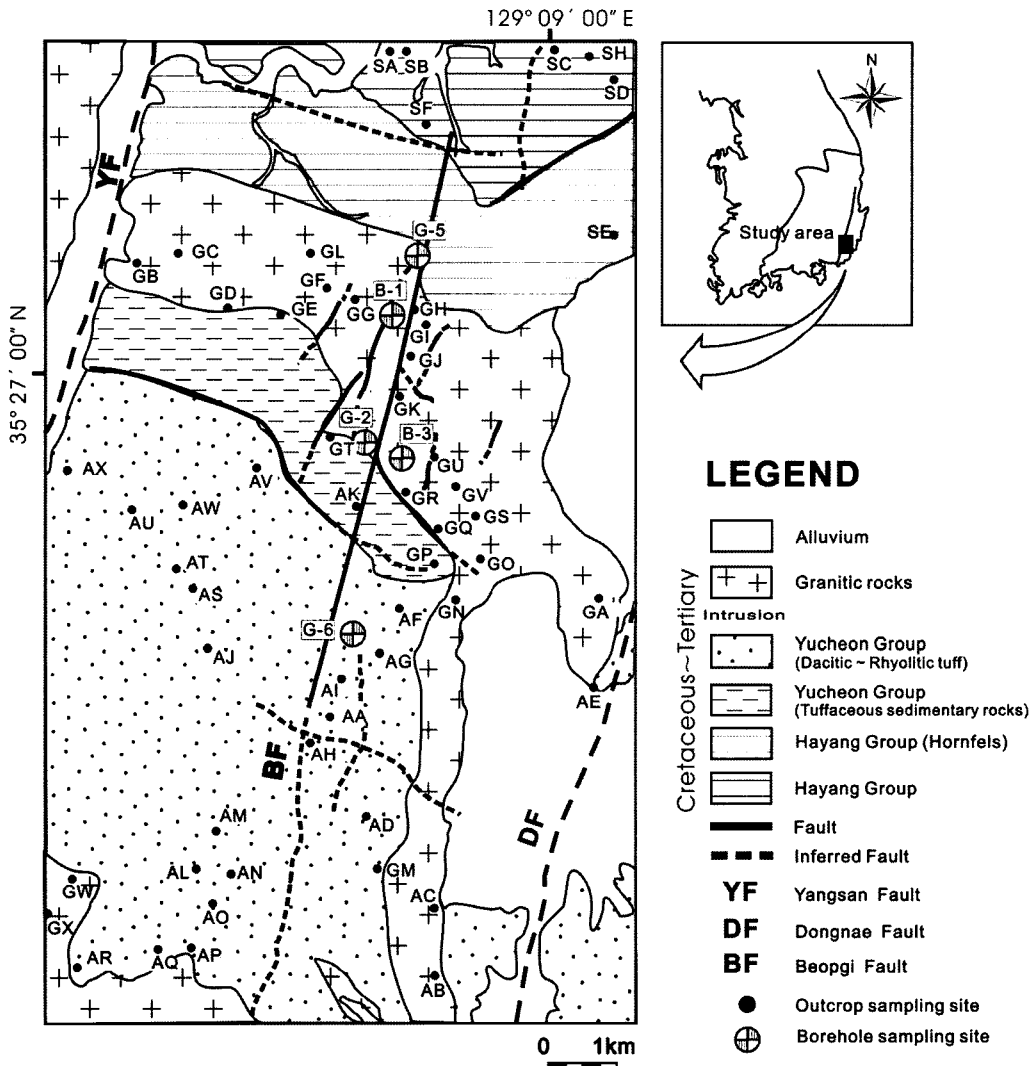 129° 09´ 00˝ E
SA SB
SC SH
SD
SF
N
YF
G-5
SE
Study area
GB GC GL
GF
B-1
GD GE GG GH
GI
GJ
35° 27´ 00˝ N
GK
G-2
B-3
GT GU
AX AV
AU AW AK GR GV
GS
GQ
AT GP GO
AS
AF GN GA
G-6
AJ AG
AI AE
AA
BF AH
AM AD DF
AL AN GM
GW AO AC
GX
AR AQ AP AB
0 1km
LEGEND
Alluvium
Granitic rocks
Intrusion
Yucheon Group
(Dacitic ~ Rhyolitic tuff)
Yucheon Group
(Tuffaceous sedimentary rocks)
Hayang Group (Hornfels)
Hayang Group
Cretaceous~Tertiary
Fault
Inferred Fault
YF Yangsan Fault
DF Dongnae Fault
BF Beopgi Fault
Outcrop sampling site
Borehole sampling site